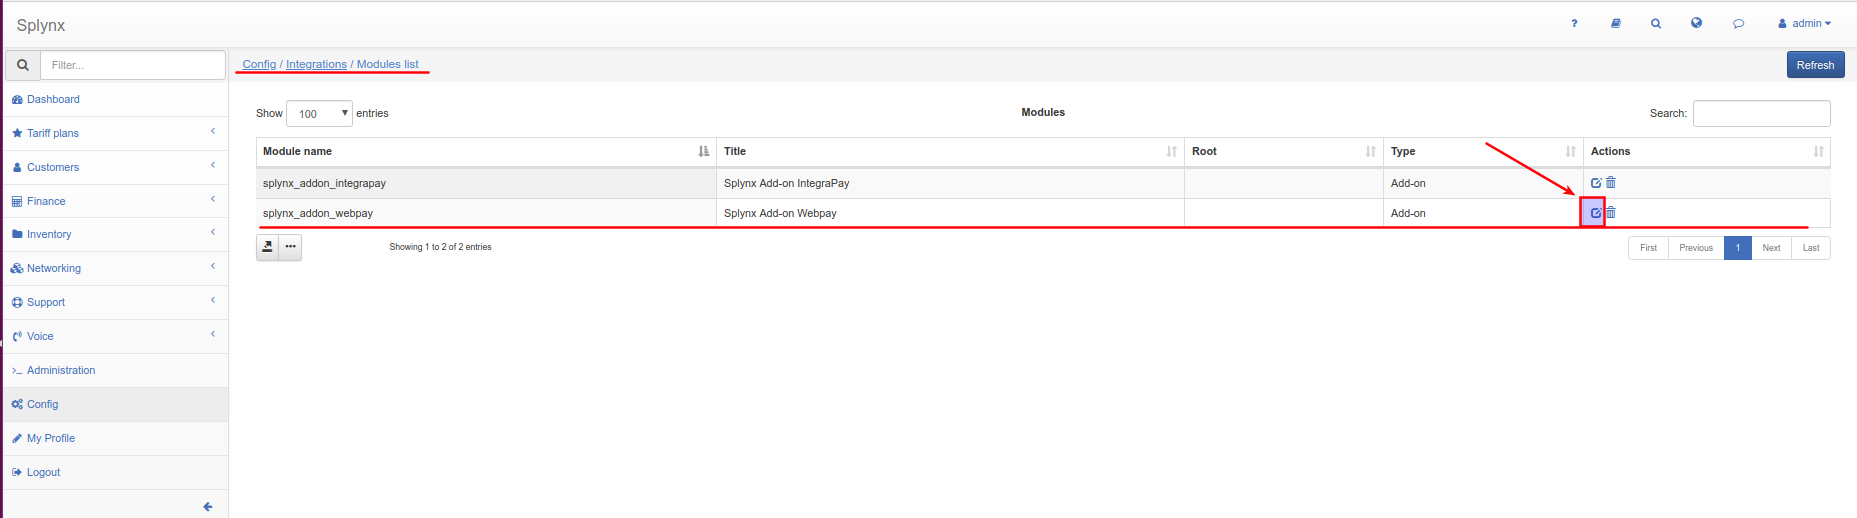 Splynx
? admin
Filter...
Config / Integrations / Modules list
Refresh
Dashboard
Tariff plans
Customers
Finance
Inventory
Networking
Support
Voice
Administration
Config
My Profile
Logout
Show 100 entries
Modules
Search:
Module name Title Root Type Actions
splynx_addon_integrapay Splynx Add-on IntegraPay Add-on
splynx_addon_webpay Splynx Add-on Webpay Add-on
Showing 1 to 2 of 2 entries
First Previous 1 Next Last